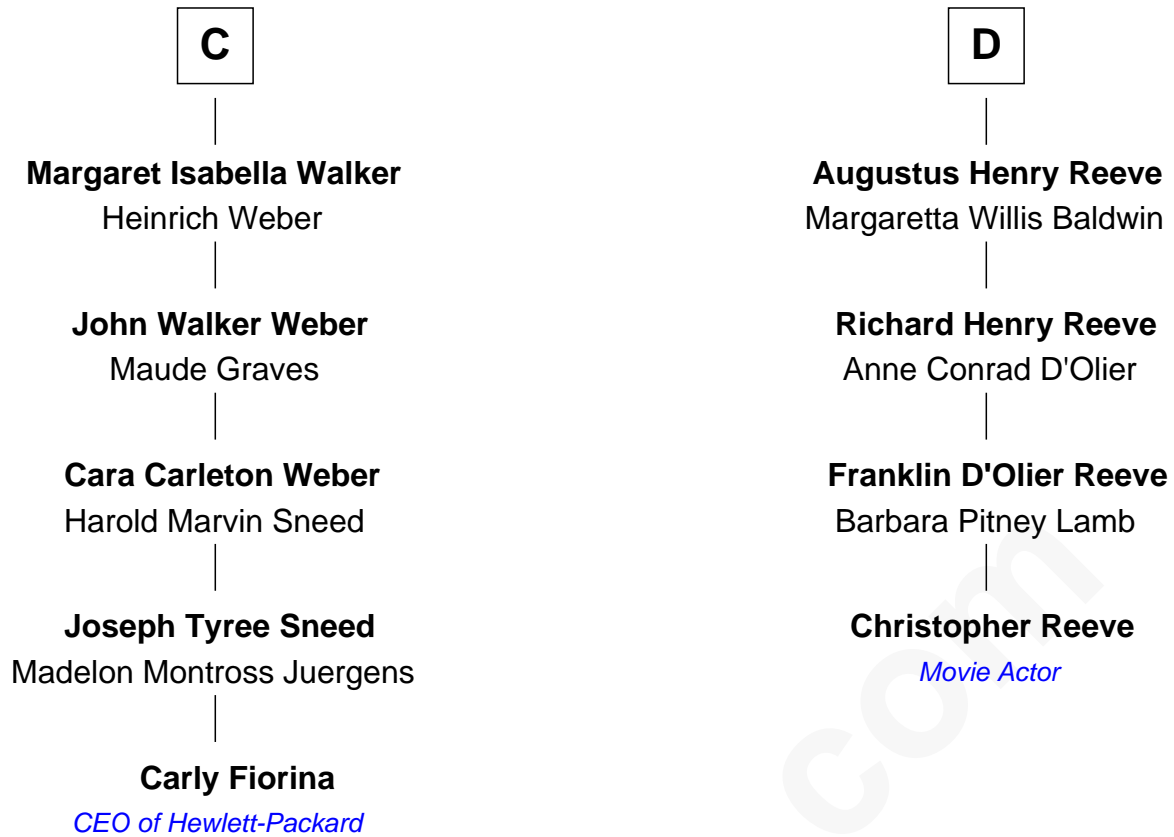 C
Margaret Isabella Walker
Heinrich Weber
John Walker Weber
Maude Graves
Cara Carleton Weber
Harold Marvin Sneed
Joseph Tyree Sneed
Madelon Montross Juergens
Carly Fiorina
CEO of Hewlett-Packard
D
Augustus Henry Reeve
Margaretta Willis Baldwin
Richard Henry Reeve
Anne Conrad D'Olier
Franklin D'Olier Reeve
Barbara Pitney Lamb
Christopher Reeve
Movie Actor
com